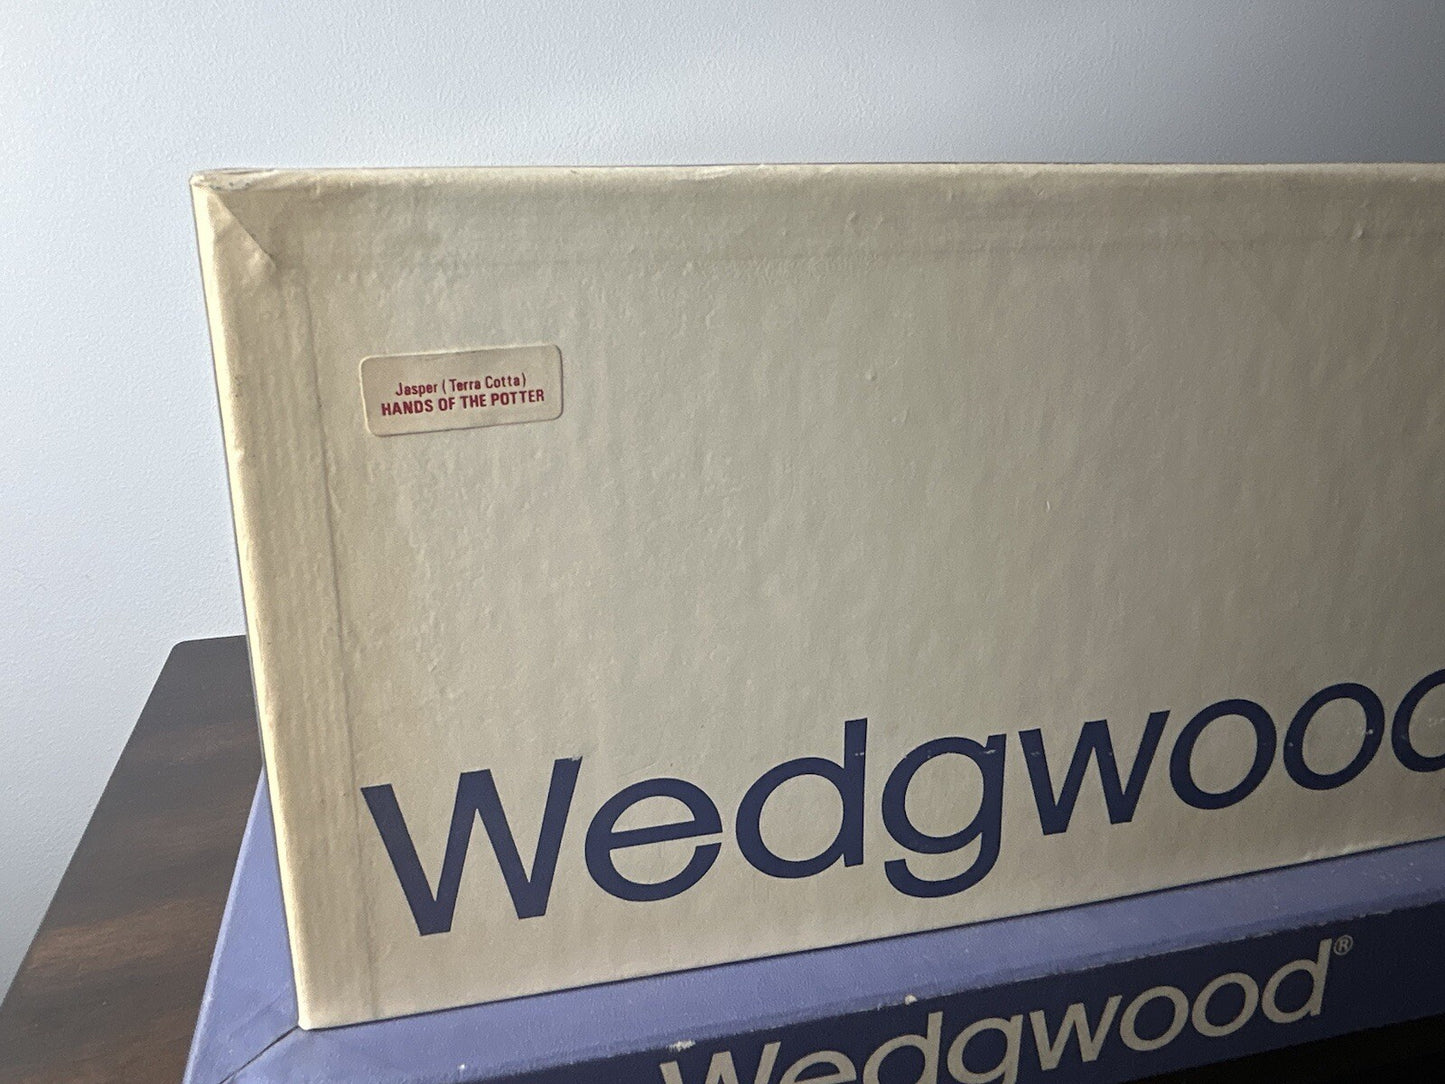 Jasper (Terra Cotta)
HANDS OF THE POTTER
Wedgwood
Wedgwood®